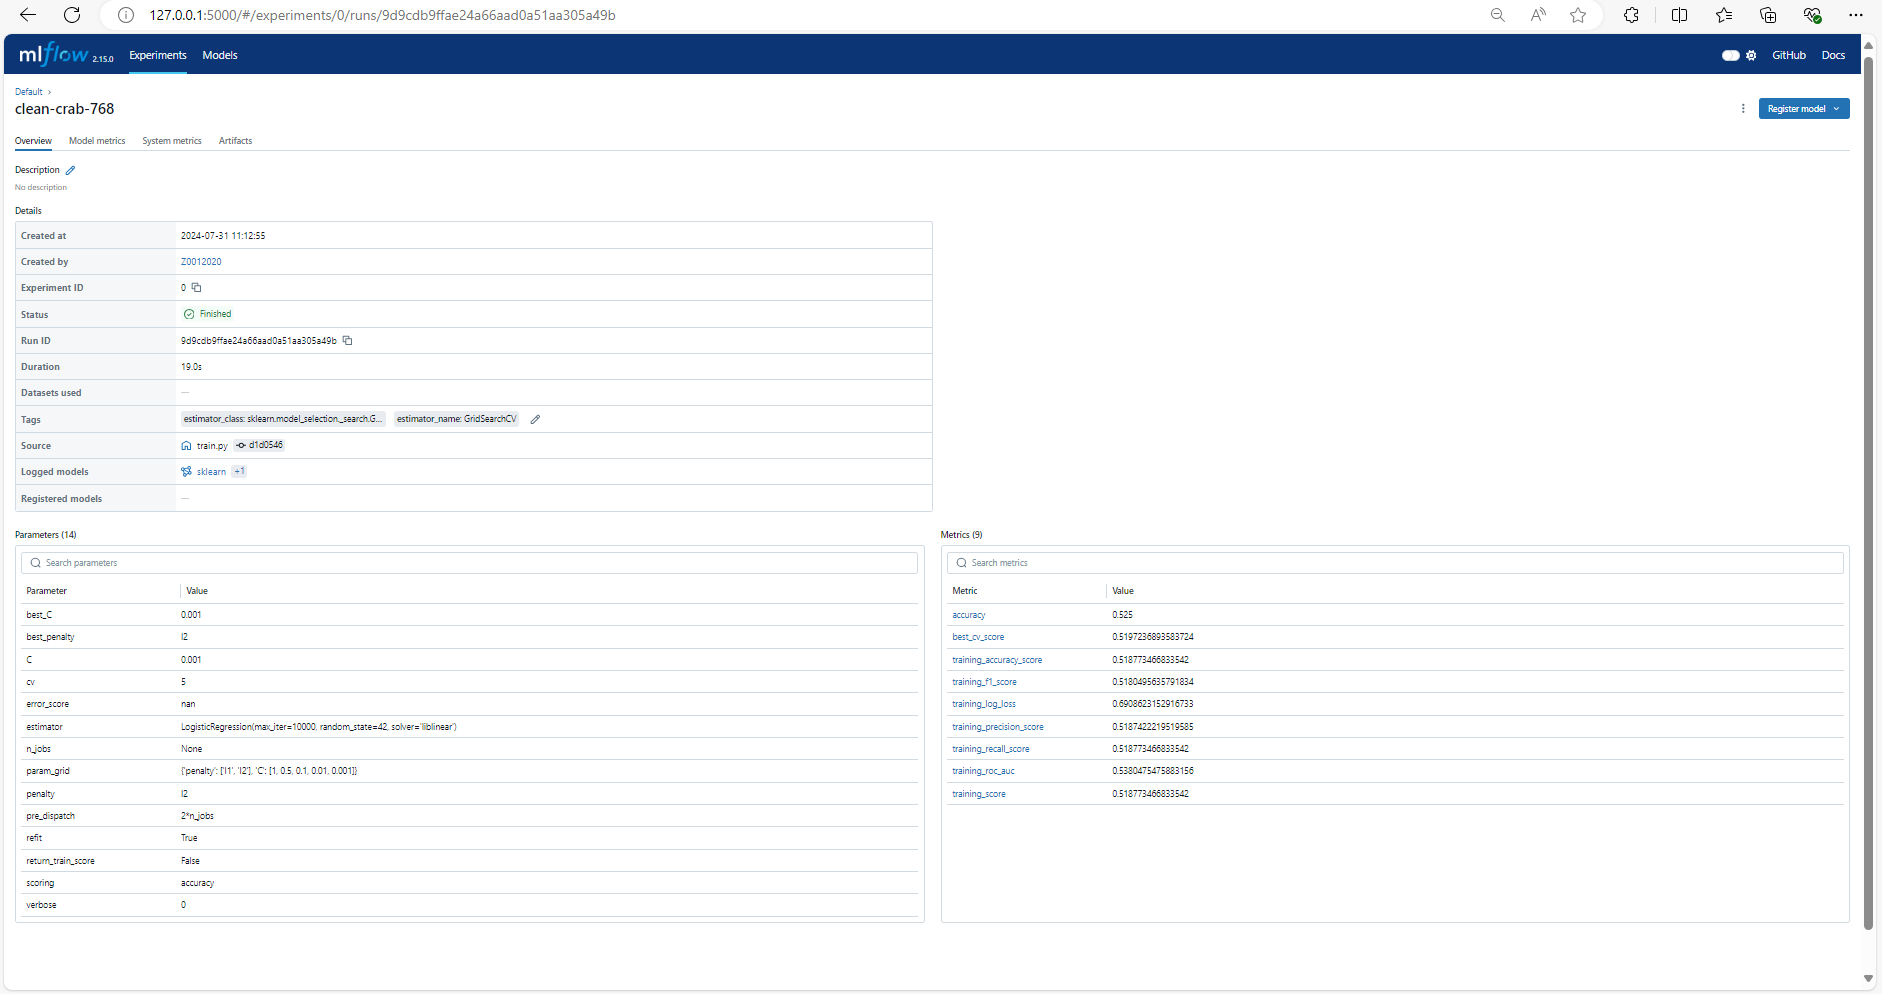 127.0.0.1:5000/#/experiments/0/runs/9d9cdb9ffae24a66aad0a51aa305a49b
mlflow 2.15.0 Experiments Models GitHub Docs
Default ›
clean-crab-768
Register model
Overview Model metrics System metrics Artifacts
Description
No description
Details
Created at 2024-07-31 11:12:55
Created by Z0012020
Experiment ID 0
Status Finished
Run ID 9d9cdb9ffae24a66aad0a51aa305a49b
Duration 19.0s
Datasets used —
Tags estimator_class: sklearn.model_selection._search.G... estimator_name: GridSearchCV
Source train.py d1d0546
Logged models sklearn +1
Registered models —
Parameters (14)
Search parameters
Parameter Value
best_C 0.001
best_penalty l2
C 0.001
cv 5
error_score nan
estimator LogisticRegression(max_iter=10000, random_state=42, solver='liblinear')
n_jobs None
param_grid {'penalty': ['l1', 'l2'], 'C': [1, 0.5, 0.1, 0.01, 0.001]}
penalty l2
pre_dispatch 2*n_jobs
refit True
return_train_score False
scoring accuracy
verbose 0
Metrics (9)
Search metrics
Metric Value
accuracy 0.525
best_cv_score 0.5197236893583724
training_accuracy_score 0.518773466833542
training_f1_score 0.5180495635791834
training_log_loss 0.6908623152916733
training_precision_score 0.5187422219519585
training_recall_score 0.518773466833542
training_roc_auc 0.5380475475883156
training_score 0.518773466833542